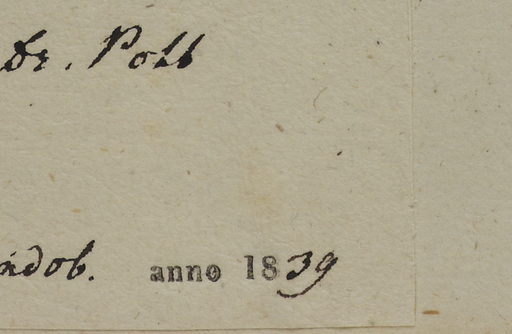 Dr. Poll
ndob. anno 1839